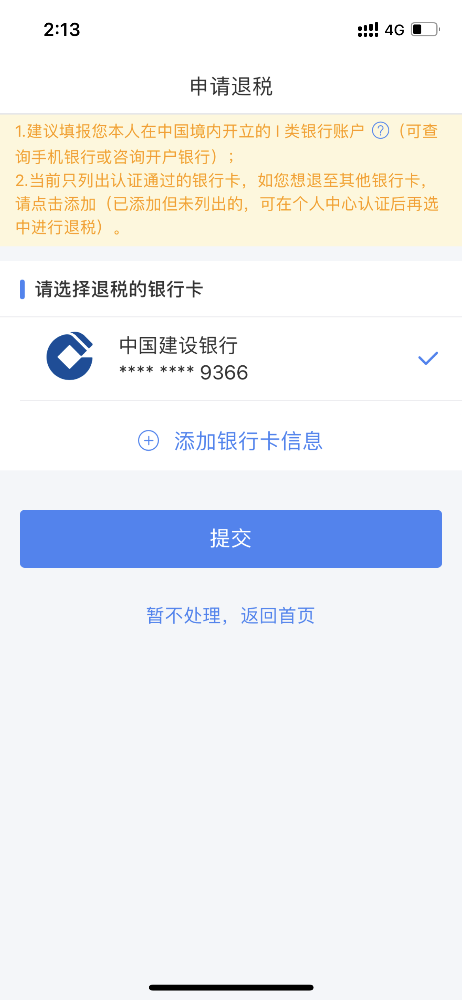 2:13
4G
申请退税
1.建议填报您本人在中国境内开立的 I 类银行账户 ?（可查
询手机银行或咨询开户银行）；
2.当前只列出认证通过的银行卡，如您想退至其他银行卡，
请点击添加（已添加但未列出的，可在个人中心认证后再选
中进行退税）。
请选择退税的银行卡
中国建设银行
**** **** 9366
添加银行卡信息
提交
暂不处理，返回首页